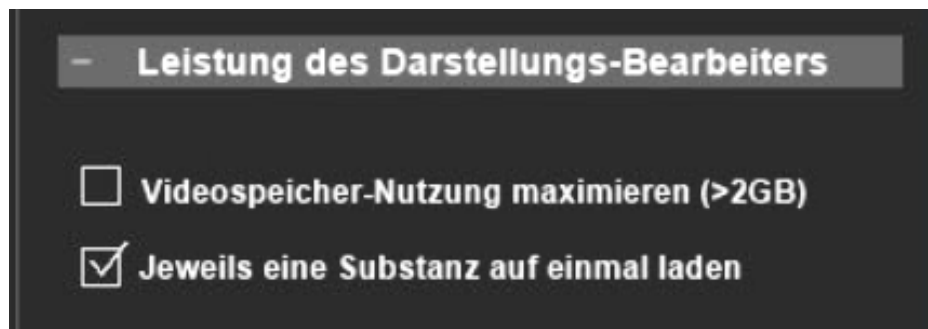 Leistung des Darstellungs-Bearbeiters
Videospeicher-Nutzung maximieren (>2GB)
Jeweils eine Substanz auf einmal laden